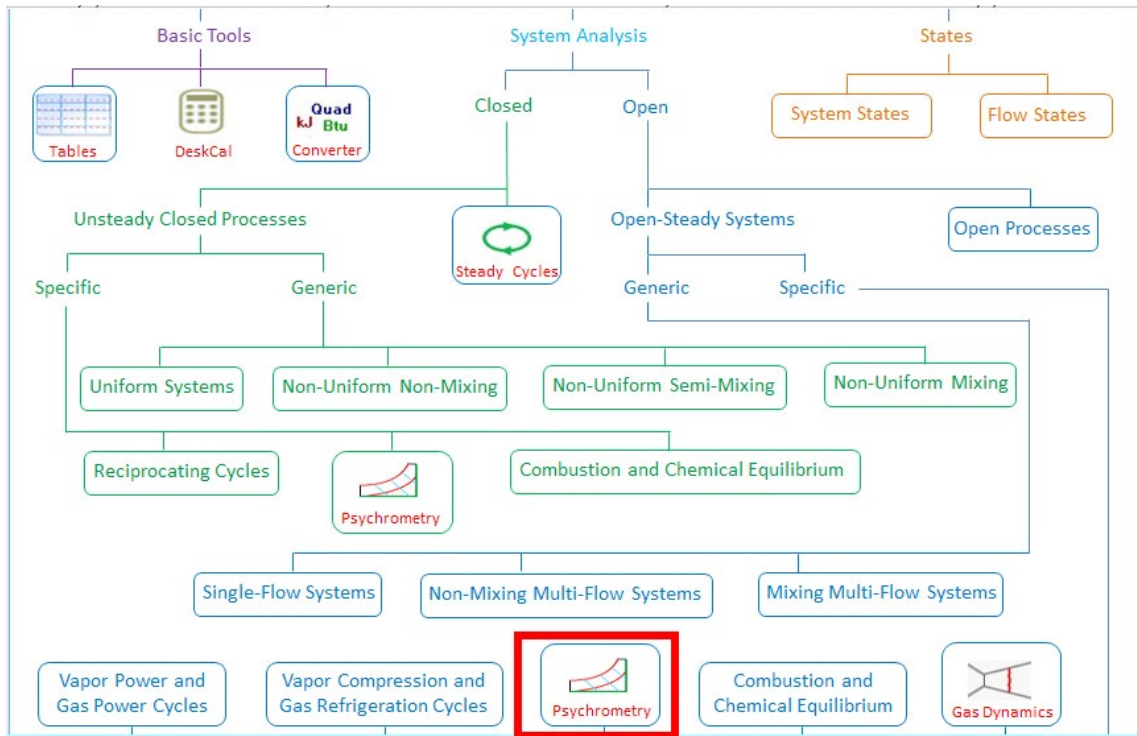 Basic Tools
System Analysis
States
Tables
DeskCal
Quad
kJ Btu
Converter
Closed
Open
System States
Flow States
Unsteady Closed Processes
Steady Cycles
Open-Steady Systems
Open Processes
Specific
Generic
Generic
Specific
Uniform Systems
Non-Uniform Non-Mixing
Non-Uniform Semi-Mixing
Non-Uniform Mixing
Reciprocating Cycles
Psychrometry
Combustion and Chemical Equilibrium
Single-Flow Systems
Non-Mixing Multi-Flow Systems
Mixing Multi-Flow Systems
Vapor Power and
Gas Power Cycles
Vapor Compression and
Gas Refrigeration Cycles
Psychrometry
Combustion and
Chemical Equilibrium
Gas Dynamics